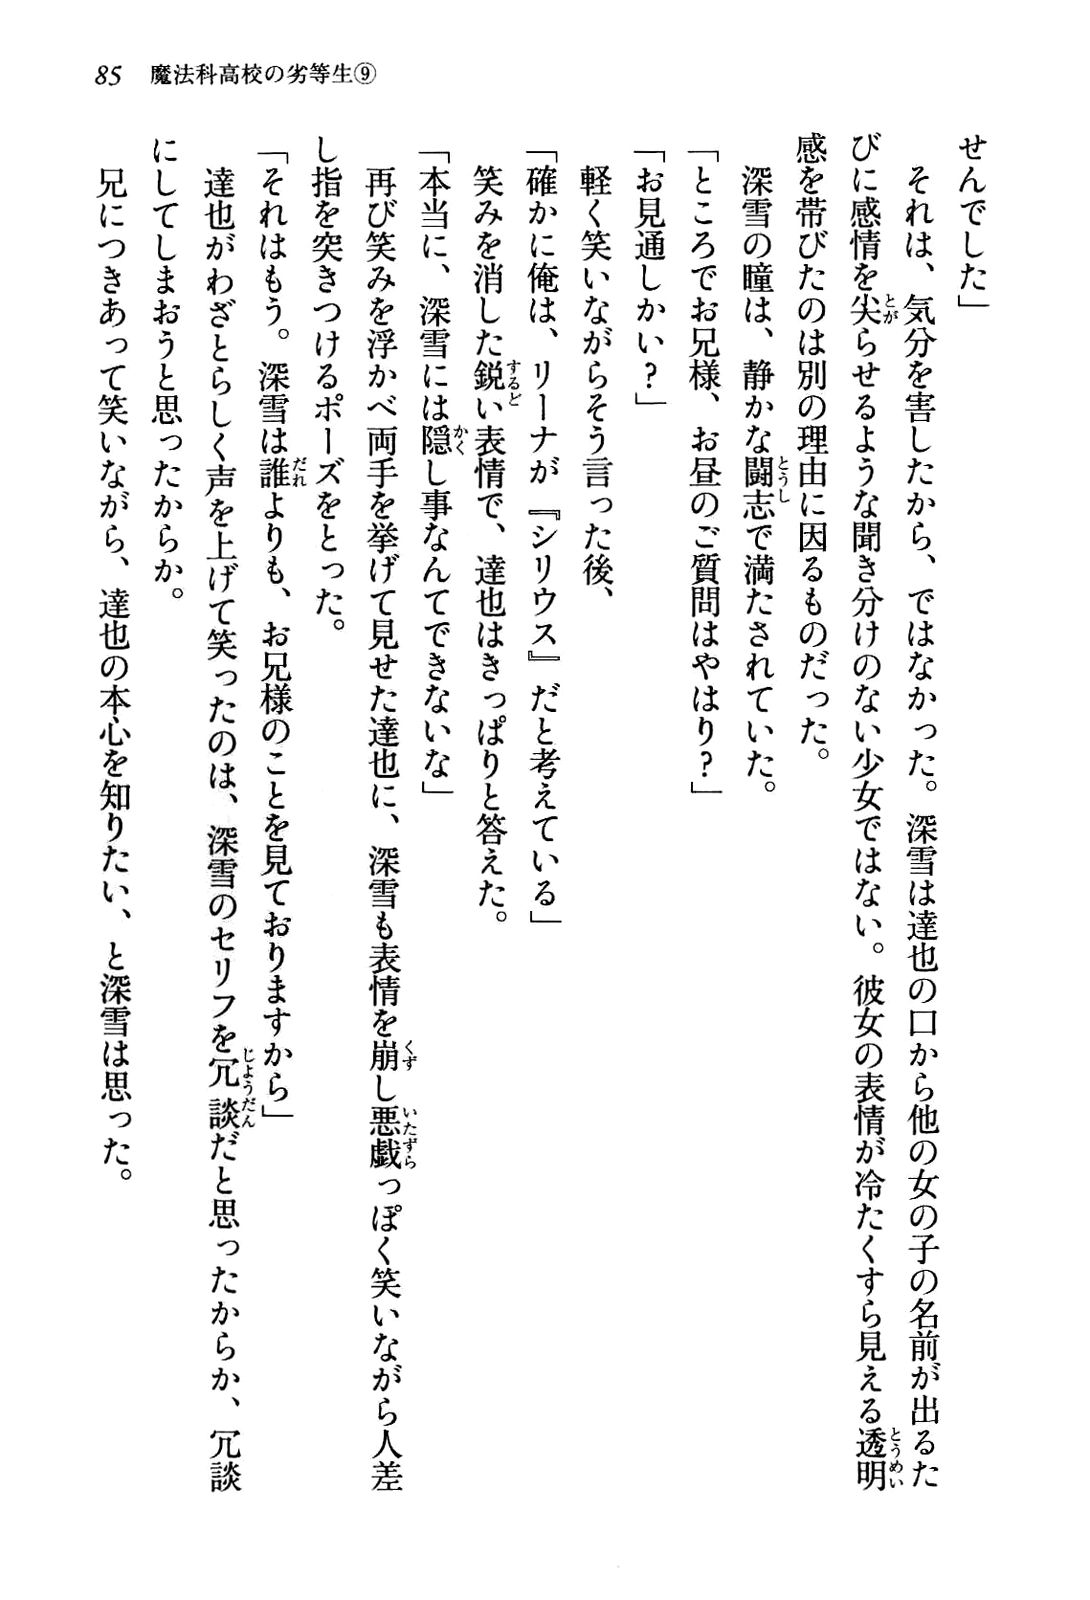 85 魔法科高校の劣等生⑨
せんでした」
それは、気分を害したから、ではなかった。深雪は達也の口から他の女の子の名前が出るた
びに感情を尖らせるような聞き分けのない少女ではない。彼女の表情が冷たくすら見える透明
感を帯びたのは別の理由に因るものだった。
深雪の瞳は、静かな闘志で満たされていた。
「ところでお兄様、お昼のご質問はやはり?」
「お見通しかい?」
軽く笑いながらそう言った後、
「確かに俺は、リーナが『シリウス』だと考えている」
笑みを消した鋭い表情で、達也はきっぱりと答えた。
「本当に、深雪には隠し事なんてできないな」
再び笑みを浮かべ両手を挙げて見せた達也に、深雪も表情を崩し悪戯っぽく笑いながら人差
し指を突きつけるポーズをとった。
「それはもう。深雪は誰よりも、お兄様のことを見ておりますから」
達也がわざとらしく声を上げて笑ったのは、深雪のセリフを冗談だと思ったからか、冗談
にしてしまおうと思ったからか。
兄につきあって笑いながら、達也の本心を知りたい、と深雪は思った。